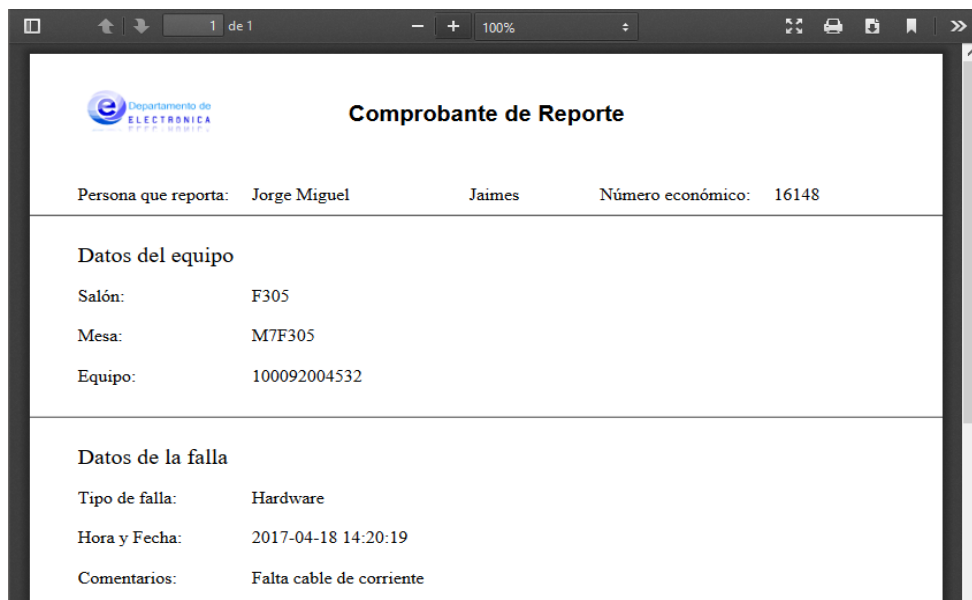 1 de 1 100%
Departamento de
ELECTRONICA
Comprobante de Reporte
Persona que reporta: Jorge Miguel Jaimes Número económico: 16148
Datos del equipo
Salón: F305
Mesa: M7F305
Equipo: 100092004532
Datos de la falla
Tipo de falla: Hardware
Hora y Fecha: 2017-04-18 14:20:19
Comentarios: Falta cable de corriente